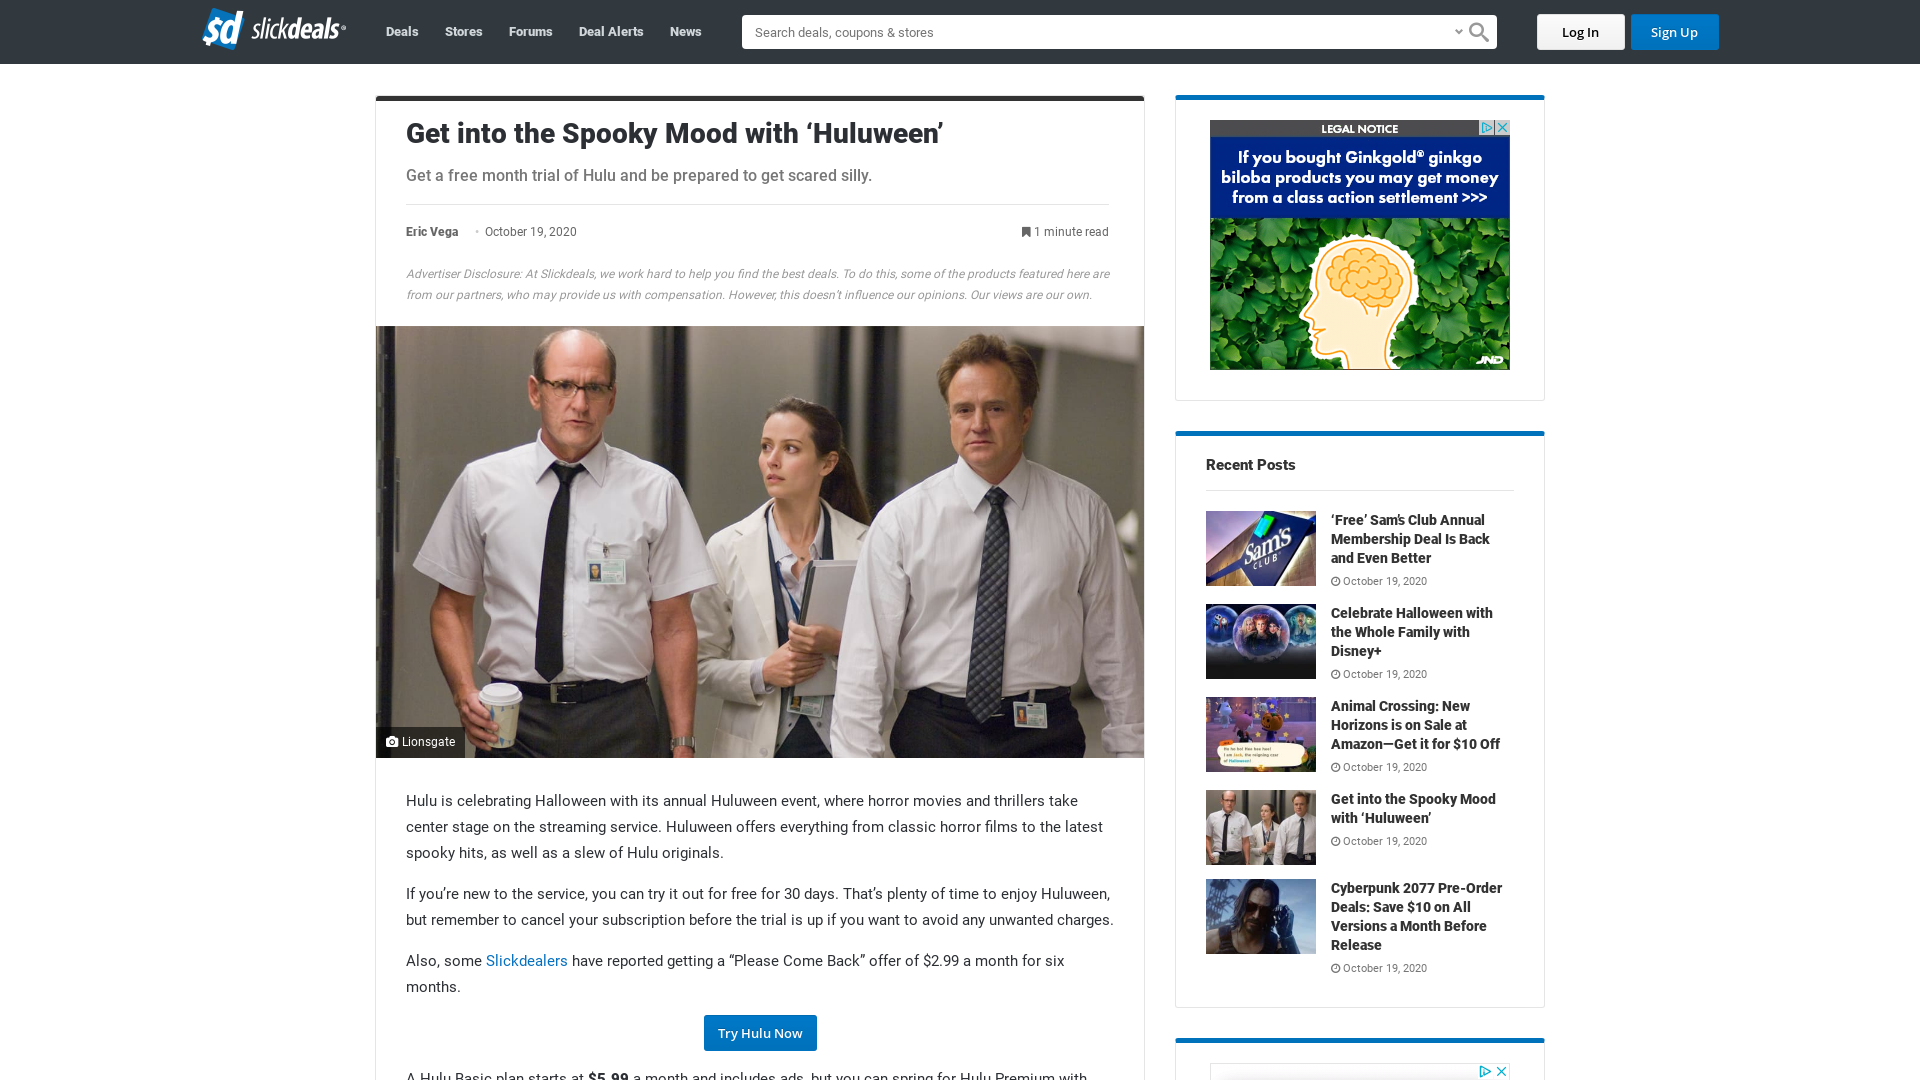 sd slickdeals
Deals
Stores
Forums
Deal Alerts
News
Search deals, coupons & stores
Log In
Sign Up
Get into the Spooky Mood with ‘Huluween’
Get a free month trial of Hulu and be prepared to get scared silly.
Eric Vega
October 19, 2020
1 minute read
Advertiser Disclosure: At Slickdeals, we work hard to help you find the best deals. To do this, some of the products featured here are
from our partners, who may provide us with compensation. However, this doesn’t influence our opinions. Our views are our own.
Lionsgate
Hulu is celebrating Halloween with its annual Huluween event, where horror movies and thrillers take
center stage on the streaming service. Huluween offers everything from classic horror films to the latest
spooky hits, as well as a slew of Hulu originals.
If you’re new to the service, you can try it out for free for 30 days. That’s plenty of time to enjoy Huluween,
but remember to cancel your subscription before the trial is up if you want to avoid any unwanted charges.
Also, some Slickdealers have reported getting a “Please Come Back” offer of $2.99 a month for six
months.
Try Hulu Now
A Hulu Basic plan starts at $5.99 a month and includes ads, but you can spring for Hulu Premium with
LEGAL NOTICE
If you bought Ginkgold® ginkgo
biloba products you may get money
from a class action settlement >>>
JND
Recent Posts
Sam's
CLUB
‘Free’ Sam’s Club Annual
Membership Deal Is Back
and Even Better
October 19, 2020
Celebrate Halloween with
the Whole Family with
Disney+
October 19, 2020
Animal Crossing: New
Horizons is on Sale at
Amazon—Get it for $10 Off
October 19, 2020
Get into the Spooky Mood
with ‘Huluween’
October 19, 2020
Cyberpunk 2077 Pre-Order
Deals: Save $10 on All
Versions a Month Before
Release
October 19, 2020